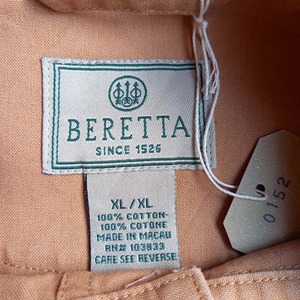 BERETTA
SINCE 1526
XL/XL
100% COTTON-
100% COTONE
MADE IN MACAU
RN# 103833
CARE SEE REVERSE
0152